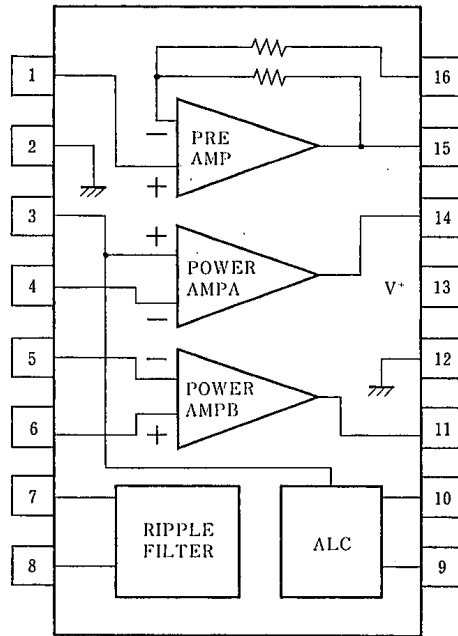 1
16
−
PRE
AMP
2
15
+
3
+
14
4
POWER
AMPA
V+
13
−
5
−
12
POWER
AMPB
6
+
11
7
10
RIPPLE
FILTER
ALC
8
9